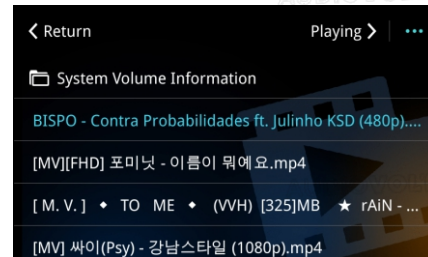 Return Playing ...
System Volume Information
BISPO - Contra Probabilidades ft. Julinho KSD (480p)....
[MV][FHD] 포미닛 - 이름이 뭐예요.mp4
[ M. V. ] ◆ TO ME ◆ (VVH) [325]MB ★ rAiN - ...
[MV] 싸이(Psy) - 강남스타일 (1080p).mp4